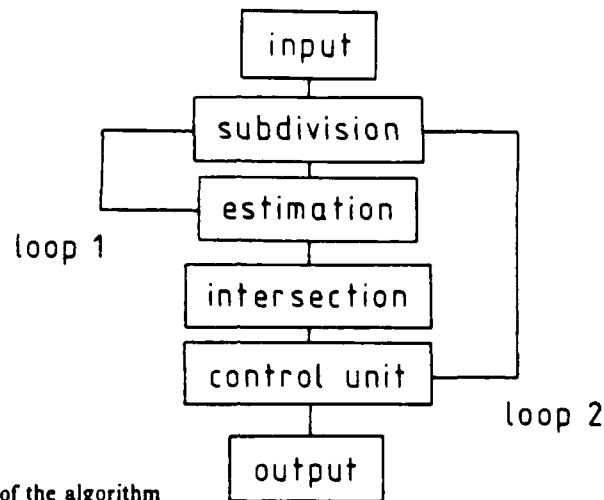 input
subdivision
estimation
loop 1
intersection
control unit
loop 2
output
of the algorithm